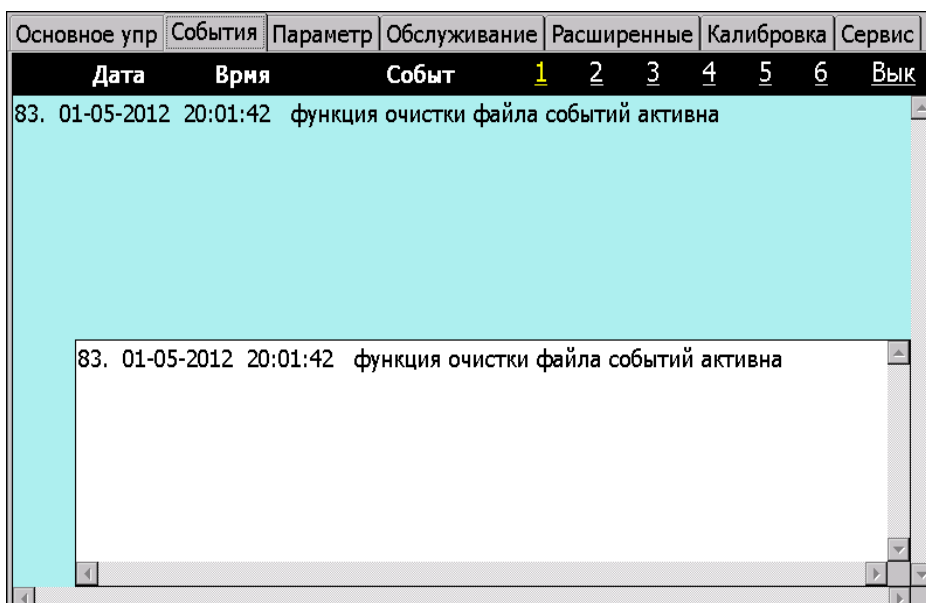 Основное упр События Параметр Обслуживание Расширенные Калибровка Сервис
Дата Врмя Событ 1 2 3 4 5 6 Вык
83. 01-05-2012 20:01:42 функция очистки файла событий активна
83. 01-05-2012 20:01:42 функция очистки файла событий активна